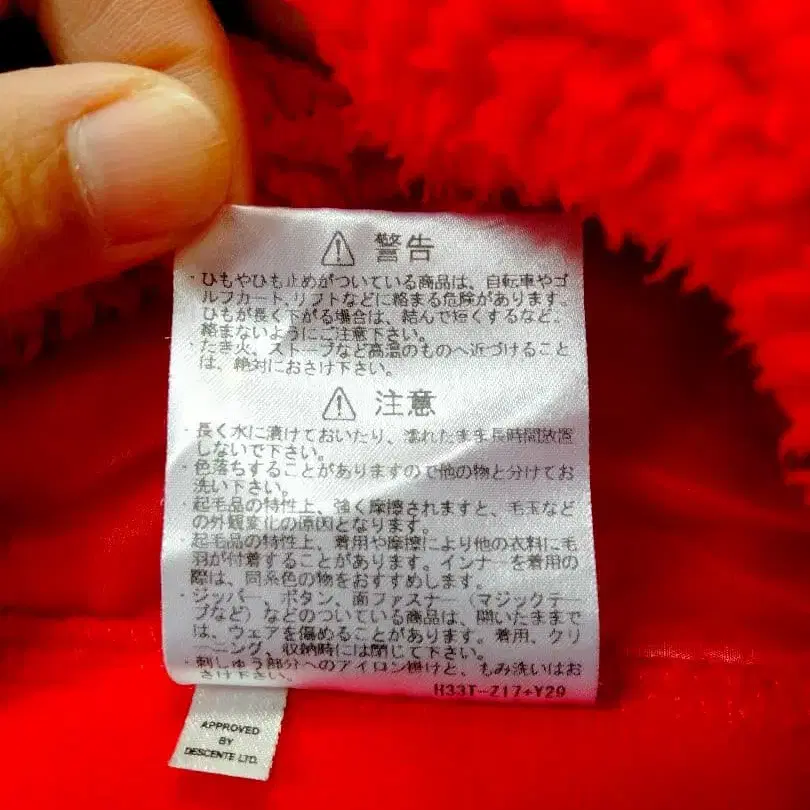 警告
・ひもやひも止めがついている商品は、自転車やゴ
ルフカート、リフトなどに絡まる危険があります。
ひもが長く下がる場合は、結んで短くするなど、
絡まないようにご注意下さい。
・たき火、ストーブなど高温のものへ近づけること
は、絶対におさけ下さい。
注意
・長く水に漬けておいたり、濡れたまま長時間放置
しないで下さい。
・色落ちすることがありますので他の物と分けてお
洗い下さい。
・起毛品の特性上、強く摩擦されますと、毛玉など
の外観変化の原因となります。
・起毛品の特性上、着用や摩擦により他の衣料に毛
羽が付着することがあります。インナーを着用の
際は、同系色の物をおすすめします。
・ジッパー、ボタン、面ファスナー（マジックテー
プなど）などのついている商品は、開いたままで
は、ウェアを傷めることがあります。着用、クリ
ーニング、収納時には閉じて下さい。
・刺しゅう部分へのアイロン掛けと、もみ洗いはお
さけ下さい。
H33T-Z17+Y29
APPROVED
BY
DESCENTE LTD.